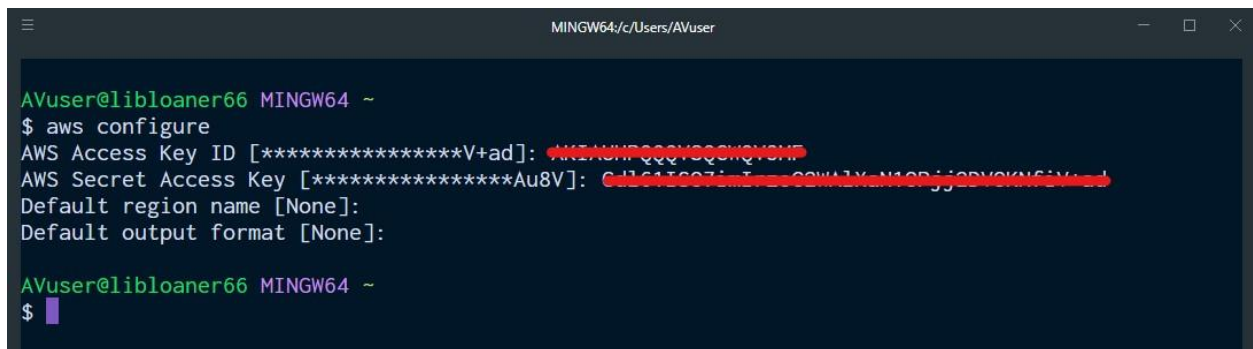 MINGW64:/c/Users/AVuser
AVuser@libloaner66 MINGW64 ~
$ aws configure
AWS Access Key ID [****************V+ad]:
AWS Secret Access Key [****************Au8V]:
Default region name [None]:
Default output format [None]:
AVuser@libloaner66 MINGW64 ~
$